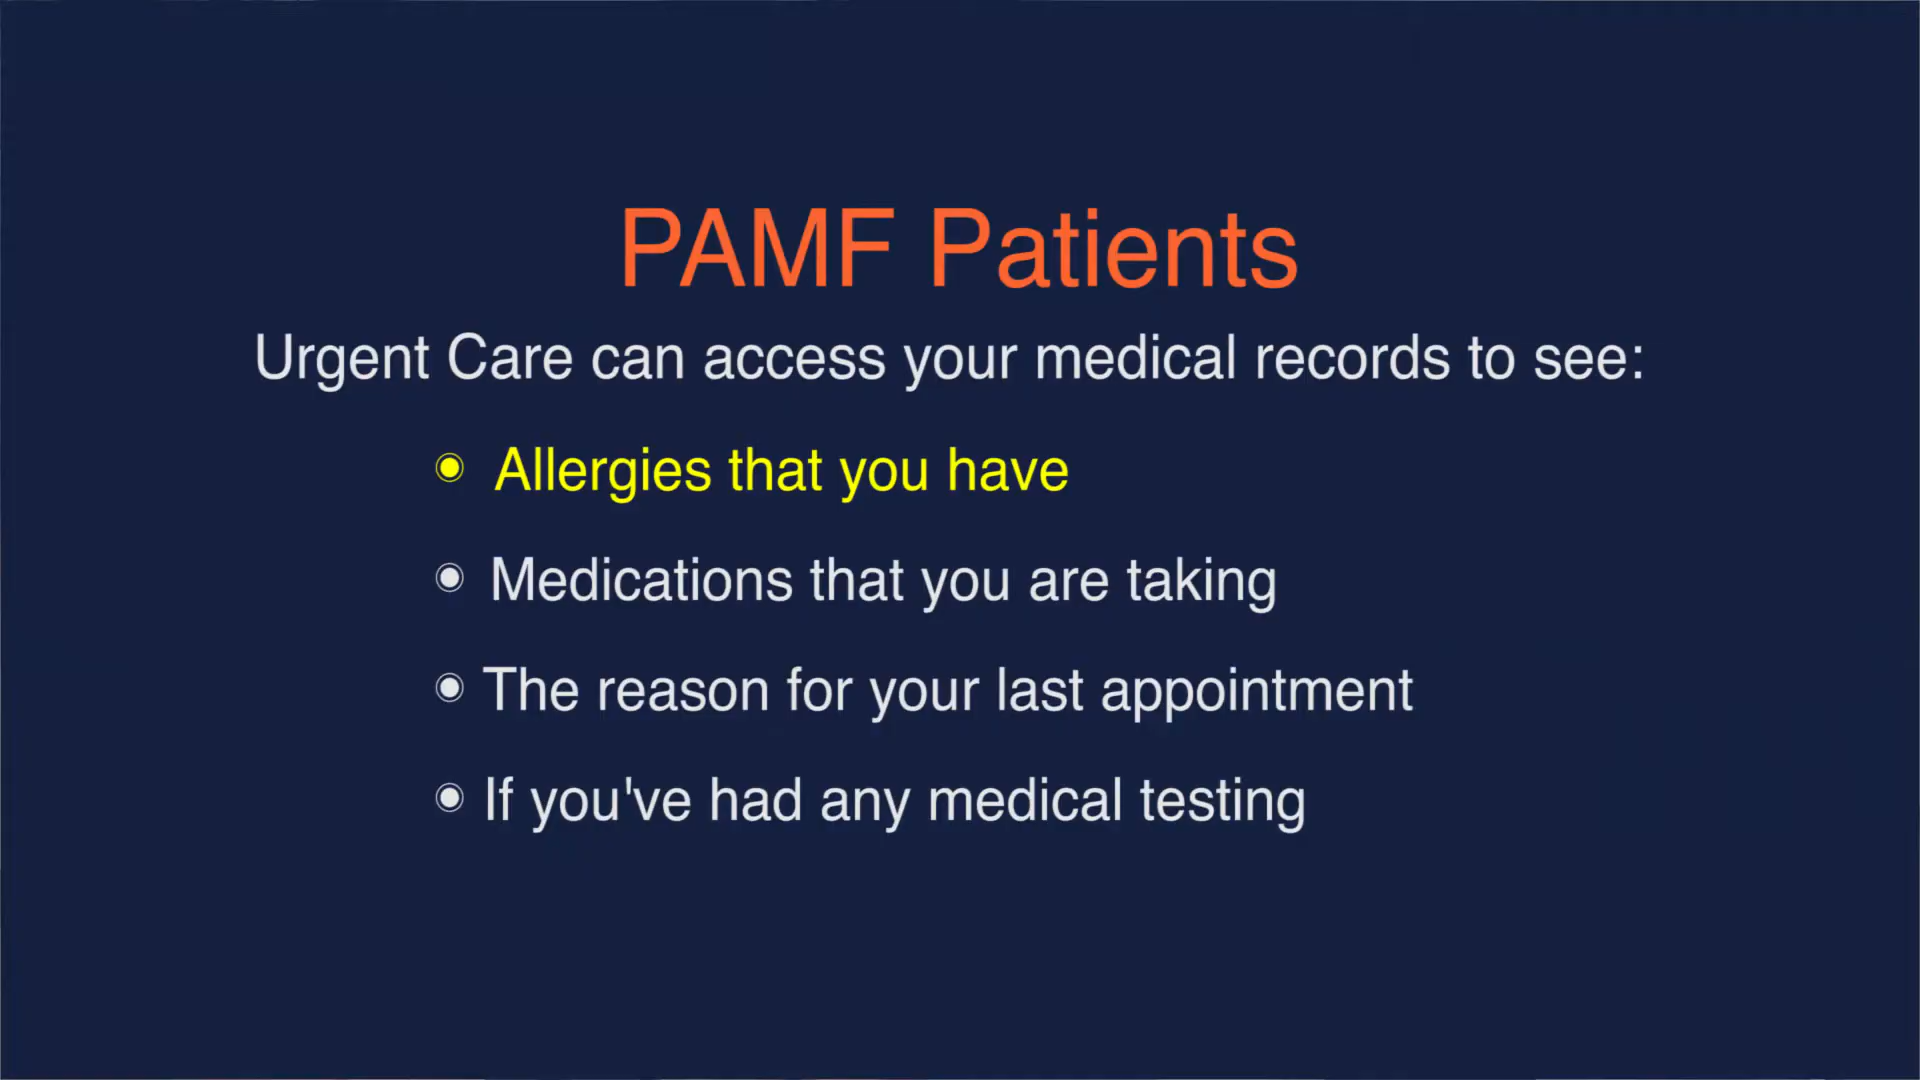 PAMF Patients
Urgent Care can access your medical records to see:
◉ Allergies that you have
◉ Medications that you are taking
◉ The reason for your last appointment
◉ If you've had any medical testing